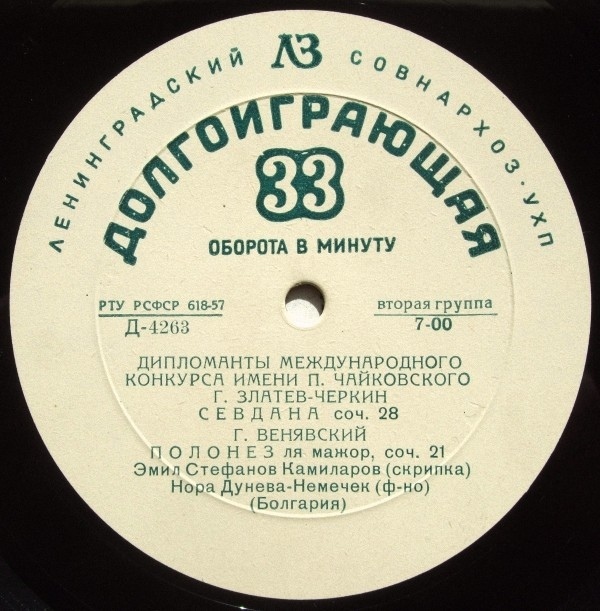 ЛЕНИНГРАДСКИЙ ЛЗ СОВНАРХОЗ·УХП
ДОЛГОИГРАЮЩАЯ
33
ОБОРОТА В МИНУТУ
РТУ РСФСР 618-57 вторая группа
Д-4263 7-00
ДИПЛОМАНТЫ МЕЖДУНАРОДНОГО
КОНКУРСА ИМЕНИ П. ЧАЙКОВСКОГО
Г. ЗЛАТЕВ-ЧЕРКИН
СЕВДАНА соч. 28
Г. ВЕНЯВСКИЙ
ПОЛОНЕЗ ля мажор, соч. 21
Эмил Стефанов Камиларов (скрипка)
Нора Дунева-Немечек (ф-но)
(Болгария)